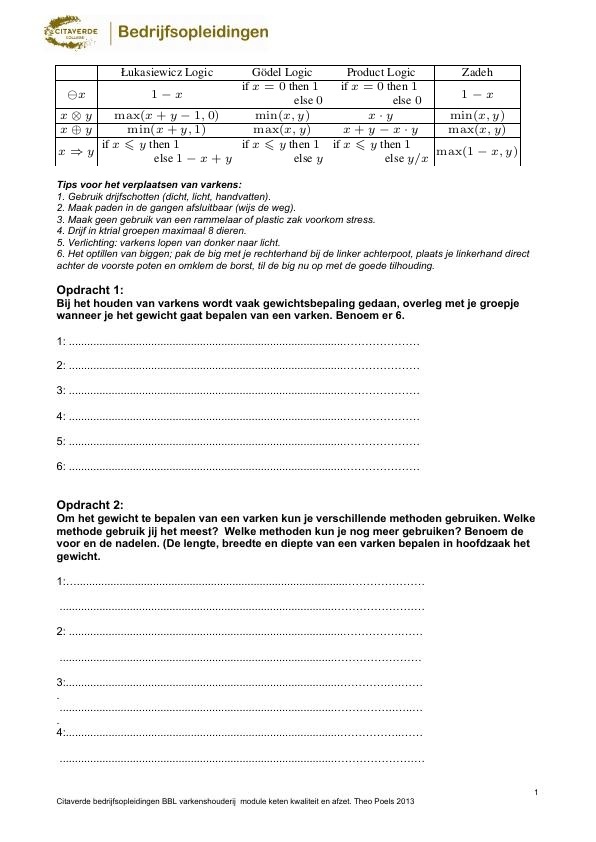 CITAVERDE
COLLEGE
Bedrijfsopleidingen
Łukasiewicz Logic Gödel Logic Product Logic Zadeh
⊖x 1 − x if x = 0 then 1 else 0 if x = 0 then 1 else 0 1 − x
x ⊗ y max(x + y − 1, 0) min(x, y) x · y min(x, y)
x ⊕ y min(x + y, 1) max(x, y) x + y − x · y max(x, y)
x ⇒ y if x ⩽ y then 1 else 1 − x + y if x ⩽ y then 1 else y if x ⩽ y then 1 else y/x max(1 − x, y)
Tips voor het verplaatsen van varkens:
1. Gebruik drijfschotten (dicht, licht, handvatten).
2. Maak paden in de gangen afsluitbaar (wijs de weg).
3. Maak geen gebruik van een rammelaar of plastic zak voorkom stress.
4. Drijf in ktrial groepen maximaal 8 dieren.
5. Verlichting: varkens lopen van donker naar licht.
6. Het optillen van biggen; pak de big met je rechterhand bij de linker achterpoot, plaats je linkerhand direct
achter de voorste poten en omklem de borst, til de big nu op met de goede tilhouding.
Opdracht 1:
Bij het houden van varkens wordt vaak gewichtsbepaling gedaan, overleg met je groepje
wanneer je het gewicht gaat bepalen van een varken. Benoem er 6.
1: ...........................................................................................…………………
2: ...........................................................................................…………………
3: ...........................................................................................…………………
4: ...........................................................................................…………………
5: ...........................................................................................…………………
6: ...........................................................................................…………………
Opdracht 2:
Om het gewicht te bepalen van een varken kun je verschillende methoden gebruiken. Welke
methode gebruik jij het meest? Welke methoden kun je nog meer gebruiken? Benoem de
voor en de nadelen. (De lengte, breedte en diepte van een varken bepalen in hoofdzaak het
gewicht.
1:…........................................................................................………………….
...........................................................................................………………….
2: ...........................................................................................……………..……
...........................................................................................…………………
3:...........................................................................................……………..……
.
...........................................................................................……………..….…
.
4:...........................................................................................……………..……
...........................................................................................………………….
1
Citaverde bedrijfsopleidingen BBL varkenshouderij module keten kwaliteit en afzet. Theo Poels 2013